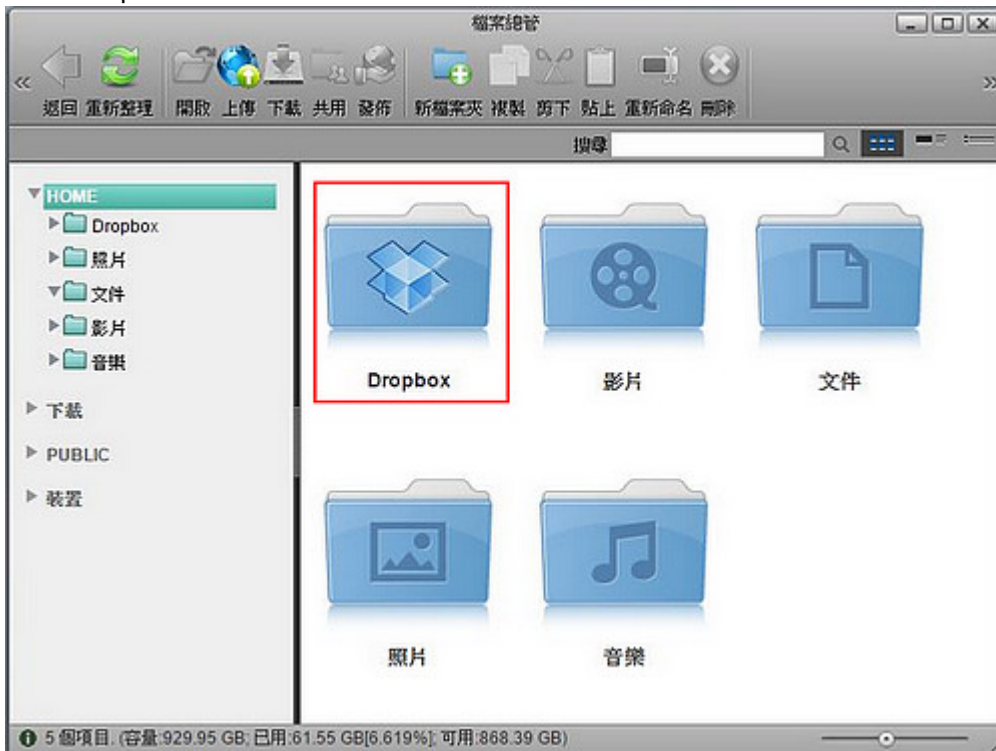 檔案總管
返回 重新整理 開啟 上傳 下載 共用 發佈 新檔案夾 複製 剪下 貼上 重新命名 刪除
搜尋
HOME
Dropbox
照片
文件
影片
音樂
下載
PUBLIC
裝置
Dropbox 影片 文件
照片 音樂
5 個項目. (容量:929.95 GB; 已用:61.55 GB[6.619%]; 可用:868.39 GB)